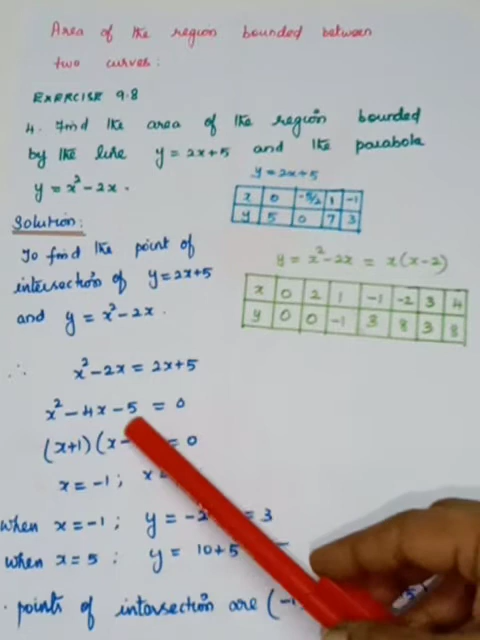 Area of the region bounded between
two curves:
EXERCISE 9.8
4. Find the area of the region bounded
by the line y = 2x+5 and the parabola
y = x² - 2x.
y = 2x+5
x 0 -5/2 1 -1
y 5 0 7 3
Solution:
To find the point of
intersection of y = 2x+5
and y = x² - 2x.
y = x² - 2x = x(x-2)
x 0 2 1 -1 -2 3 4
y 0 0 -1 3 8 3 8
∴ x² - 2x = 2x+5
x² - 4x - 5 = 0
(x+1)(x- = 0
x = -1; x
when x = -1; y = -2 = 3
when x = 5: y = 10+5
points of intersection are (-1